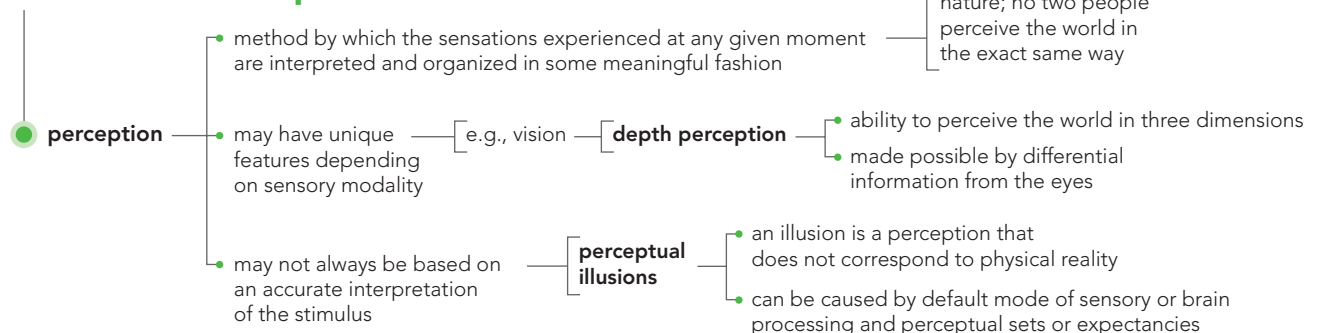 nature; no two people
perceive the world in
the exact same way
method by which the sensations experienced at any given moment
are interpreted and organized in some meaningful fashion
perception
may have unique
features depending
on sensory modality
e.g., vision
depth perception
ability to perceive the world in three dimensions
made possible by differential
information from the eyes
may not always be based on
an accurate interpretation
of the stimulus
perceptual
illusions
an illusion is a perception that
does not correspond to physical reality
can be caused by default mode of sensory or brain
processing and perceptual sets or expectancies